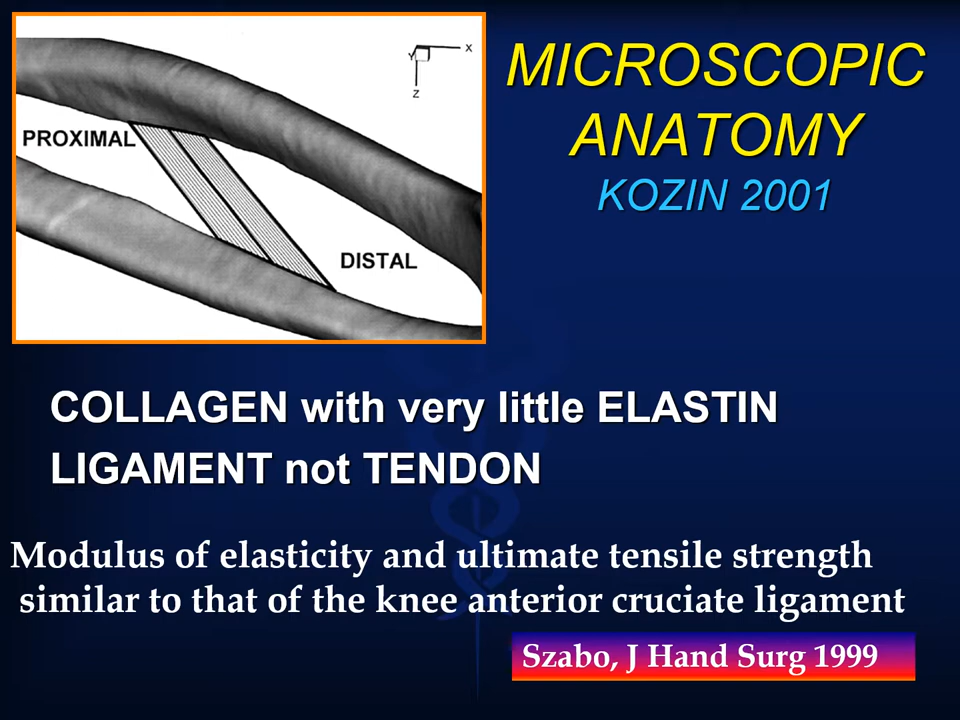 MICROSCOPIC
ANATOMY
KOZIN 2001
X
Y
Z
PROXIMAL
DISTAL
COLLAGEN with very little ELASTIN
LIGAMENT not TENDON
Modulus of elasticity and ultimate tensile strength
similar to that of the knee anterior cruciate ligament
Szabo, J Hand Surg 1999